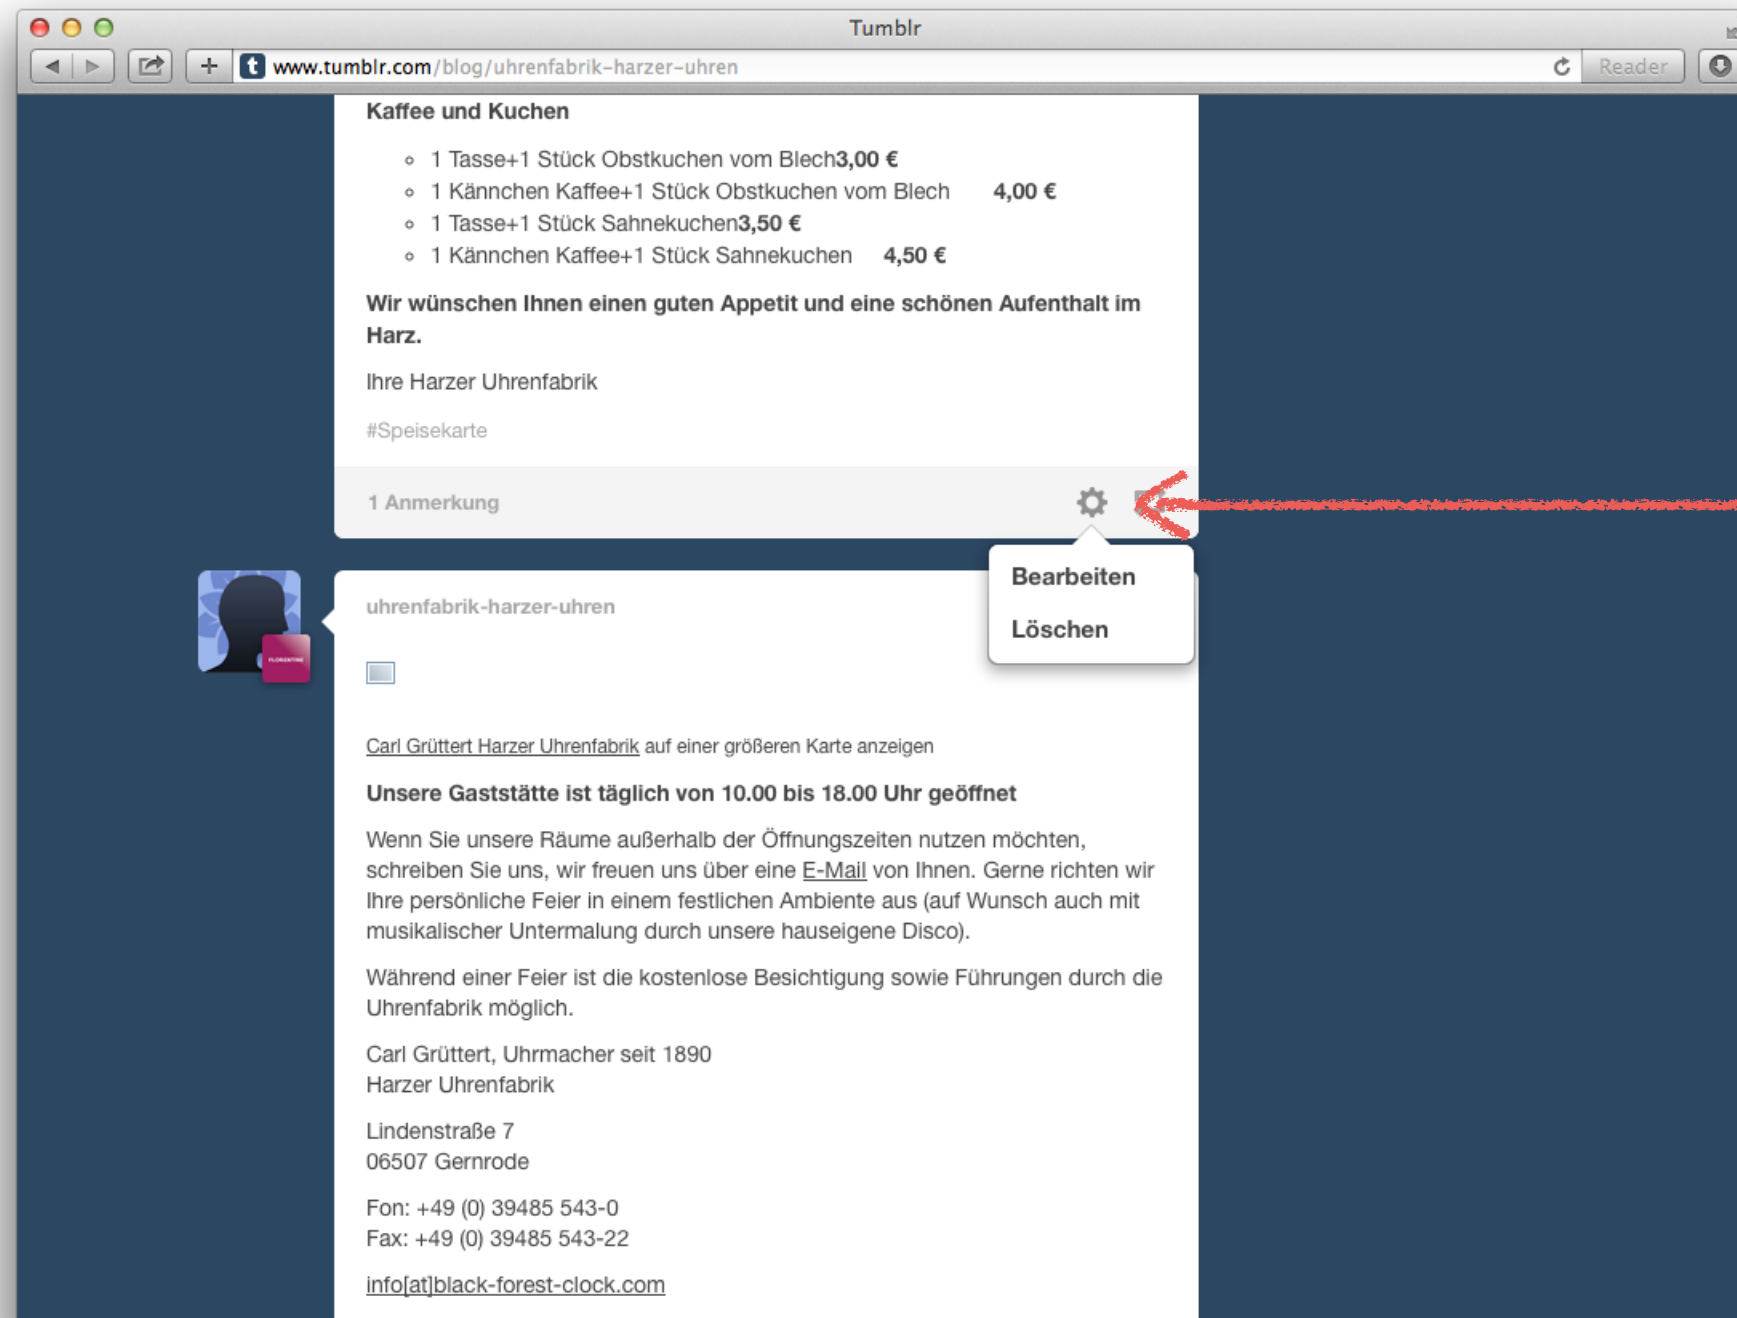 Tumblr
www.tumblr.com/blog/uhrenfabrik-harzer-uhren
Reader
Kaffee und Kuchen
1 Tasse+1 Stück Obstkuchen vom Blech3,00 €
1 Kännchen Kaffee+1 Stück Obstkuchen vom Blech 4,00 €
1 Tasse+1 Stück Sahnekuchen3,50 €
1 Kännchen Kaffee+1 Stück Sahnekuchen 4,50 €
Wir wünschen Ihnen einen guten Appetit und eine schönen Aufenthalt im
Harz.
Ihre Harzer Uhrenfabrik
#Speisekarte
1 Anmerkung
Bearbeiten
Löschen
uhrenfabrik-harzer-uhren
FLORENTINE
Carl Grüttert Harzer Uhrenfabrik auf einer größeren Karte anzeigen
Unsere Gaststätte ist täglich von 10.00 bis 18.00 Uhr geöffnet
Wenn Sie unsere Räume außerhalb der Öffnungszeiten nutzen möchten,
schreiben Sie uns, wir freuen uns über eine E-Mail von Ihnen. Gerne richten wir
Ihre persönliche Feier in einem festlichen Ambiente aus (auf Wunsch auch mit
musikalischer Untermalung durch unsere hauseigene Disco).
Während einer Feier ist die kostenlose Besichtigung sowie Führungen durch die
Uhrenfabrik möglich.
Carl Grüttert, Uhrmacher seit 1890
Harzer Uhrenfabrik
Lindenstraße 7
06507 Gernrode
Fon: +49 (0) 39485 543-0
Fax: +49 (0) 39485 543-22
info[at]black-forest-clock.com